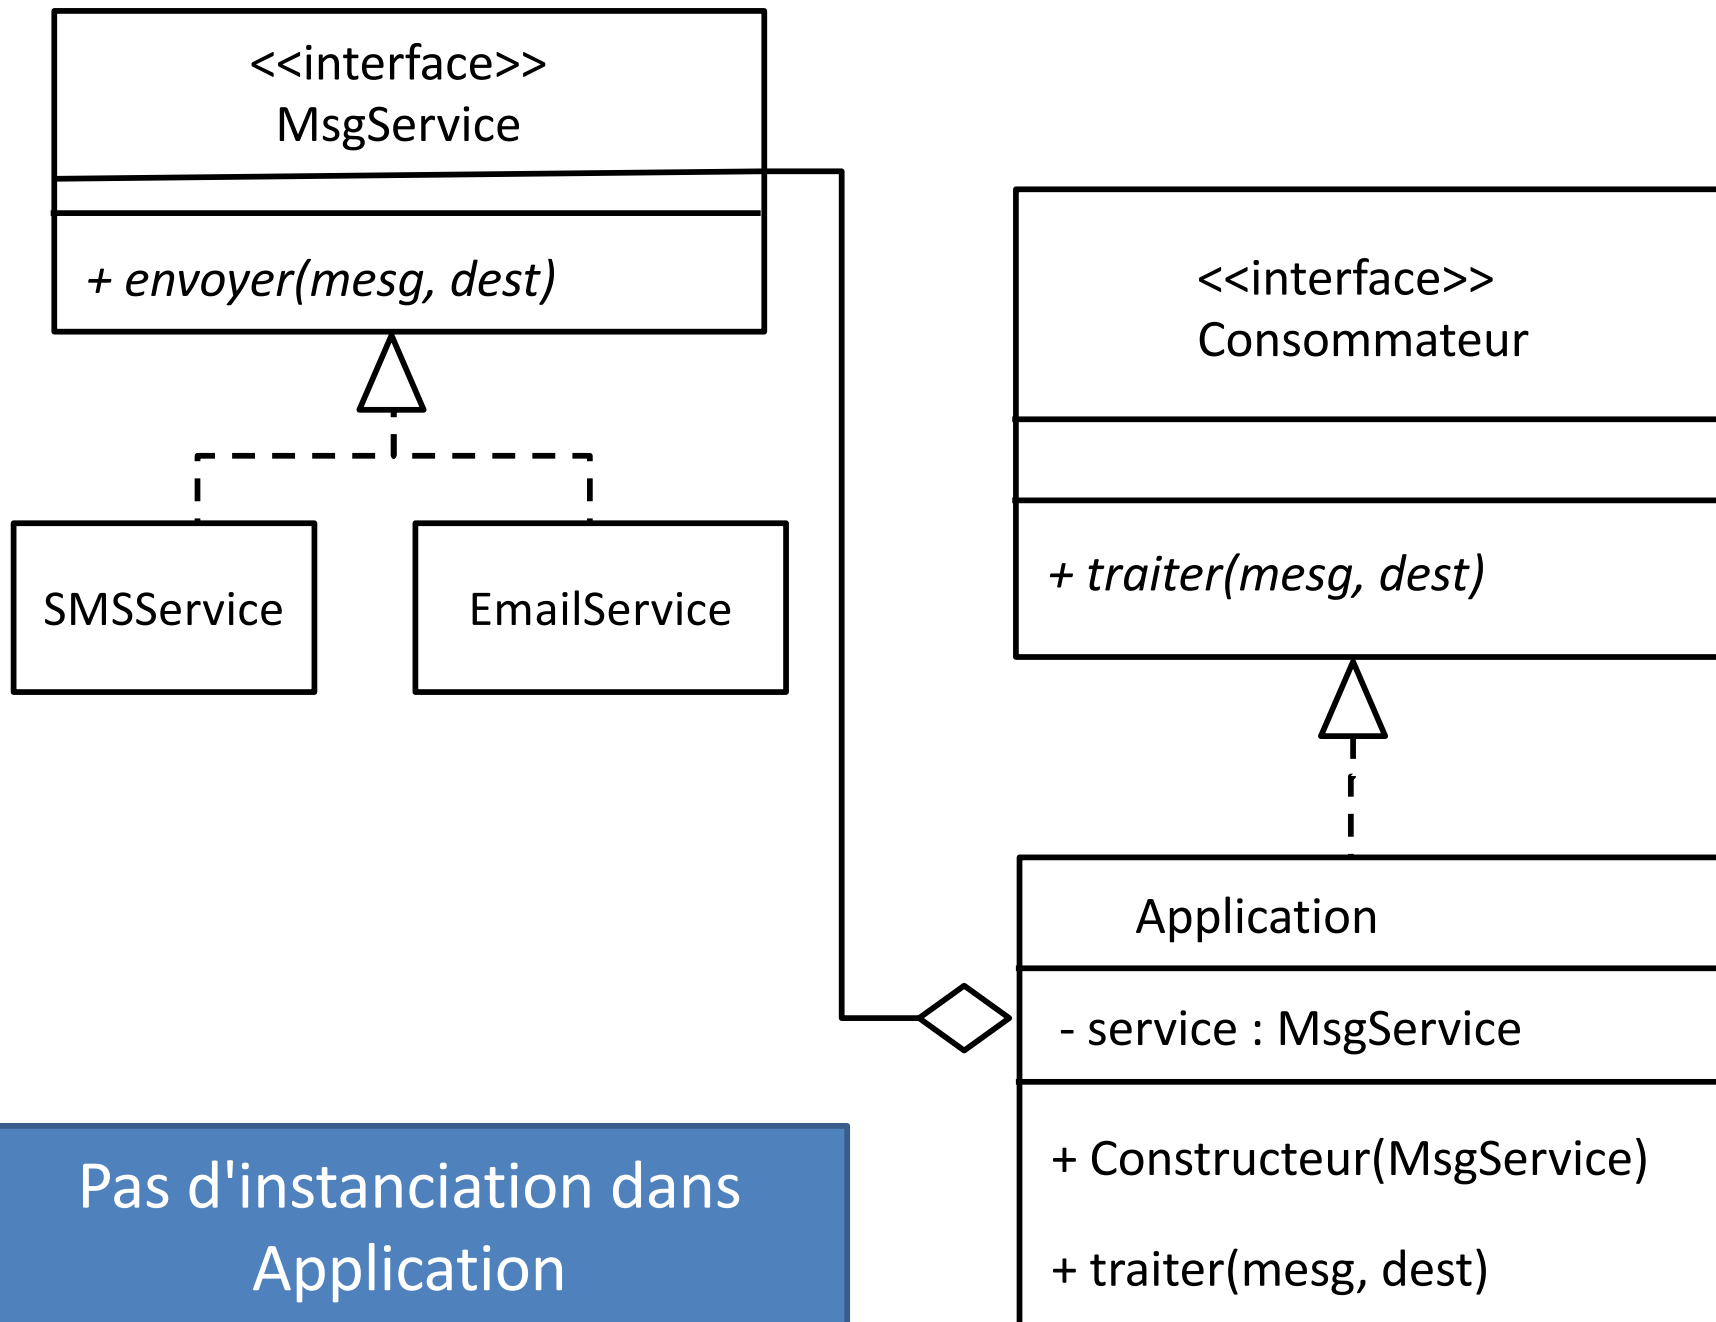 <<interface>>
MsgService
+ envoyer(mesg, dest)
SMSService
EmailService
<<interface>>
Consommateur
+ traiter(mesg, dest)
Application
- service : MsgService
+ Constructeur(MsgService)
+ traiter(mesg, dest)
Pas d'instanciation dans
Application